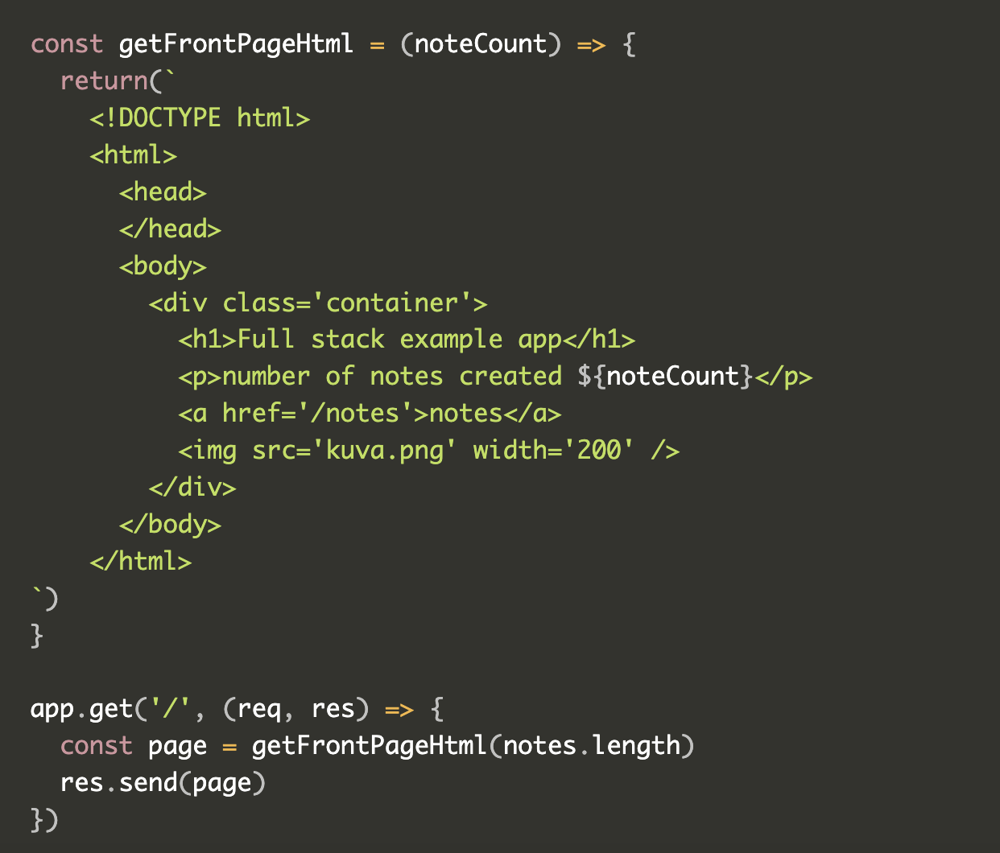 const getFrontPageHtml = (noteCount) => {
  return(`
    <!DOCTYPE html>
    <html>
      <head>
      </head>
      <body>
        <div class='container'>
          <h1>Full stack example app</h1>
          <p>number of notes created ${noteCount}</p>
          <a href='/notes'>notes</a>
          <img src='kuva.png' width='200' />
        </div>
      </body>
    </html>
`)
}

app.get('/', (req, res) => {
  const page = getFrontPageHtml(notes.length)
  res.send(page)
})